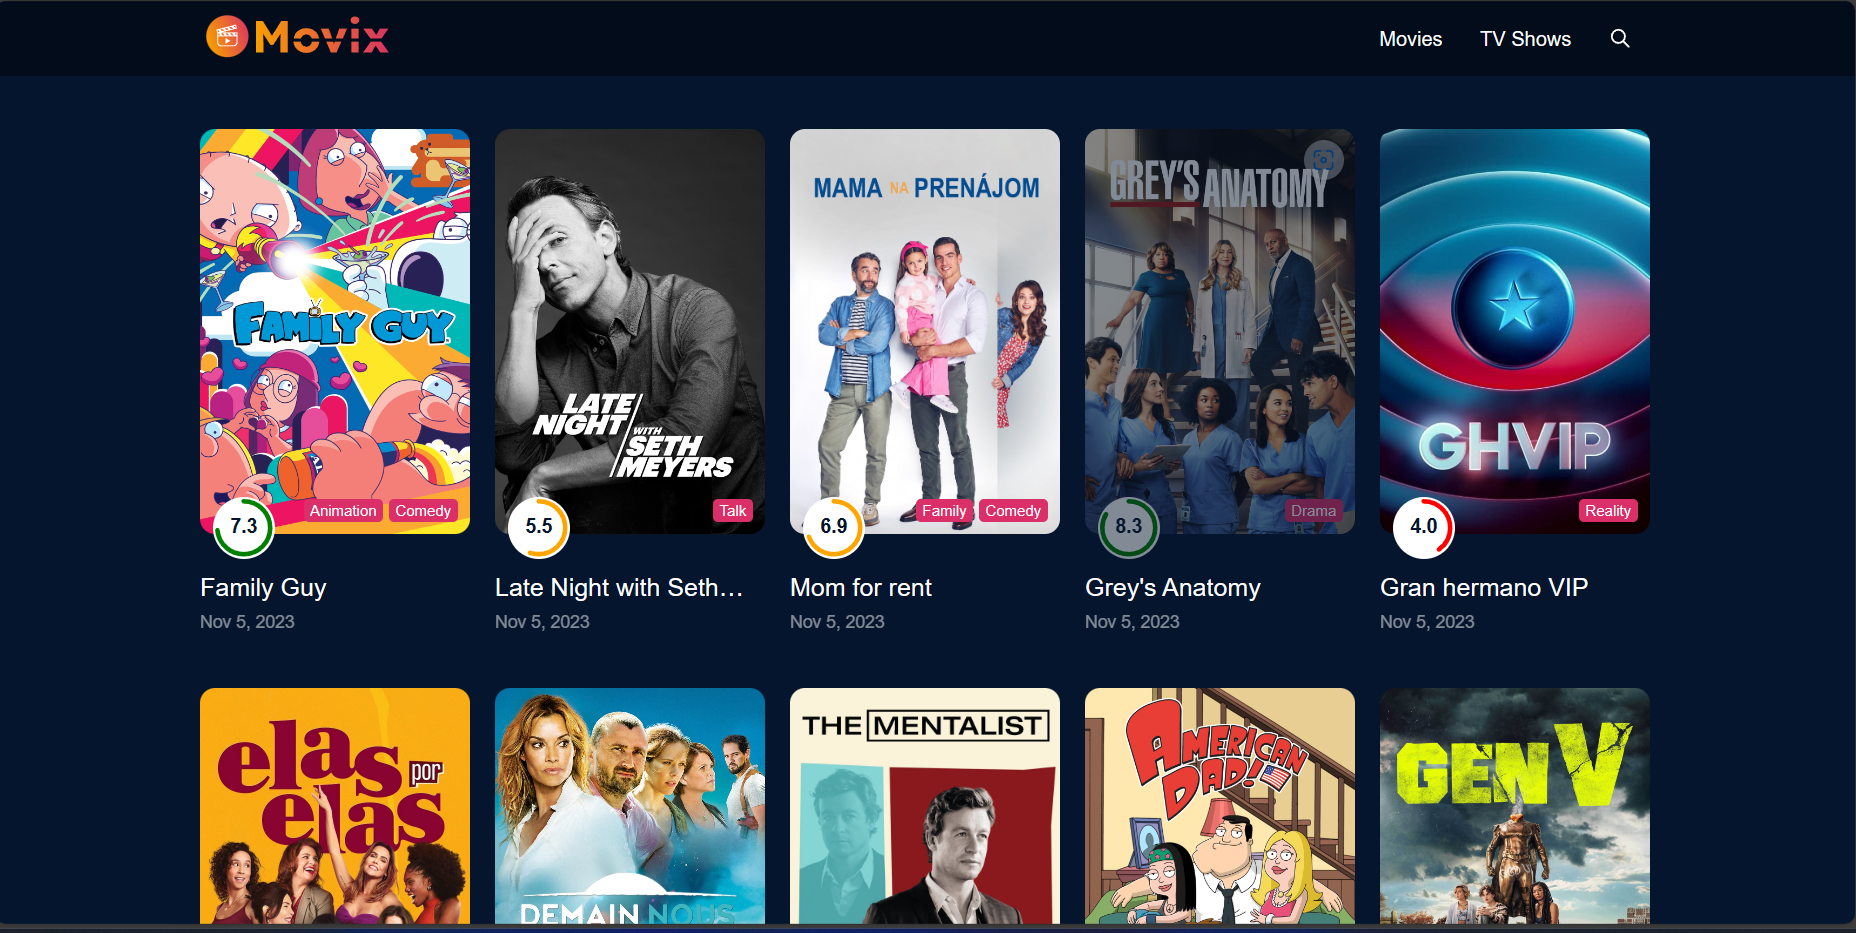 Movix
Movies
TV Shows
FAMILY GUY
Animation
Comedy
7.3
Family Guy
Nov 5, 2023
LATE
NIGHT
WITH
SETH
MEYERS
Talk
5.5
Late Night with Seth…
Nov 5, 2023
MAMA NA PRENÁJOM
Family
Comedy
6.9
Mom for rent
Nov 5, 2023
GREY'S ANATOMY
Drama
8.3
Grey's Anatomy
Nov 5, 2023
GHVIP
Reality
4.0
Gran hermano VIP
Nov 5, 2023
elas por
elas
DEMAIN NOUS
THE MENTALIST
AMERICAN
DAD!
GEN V